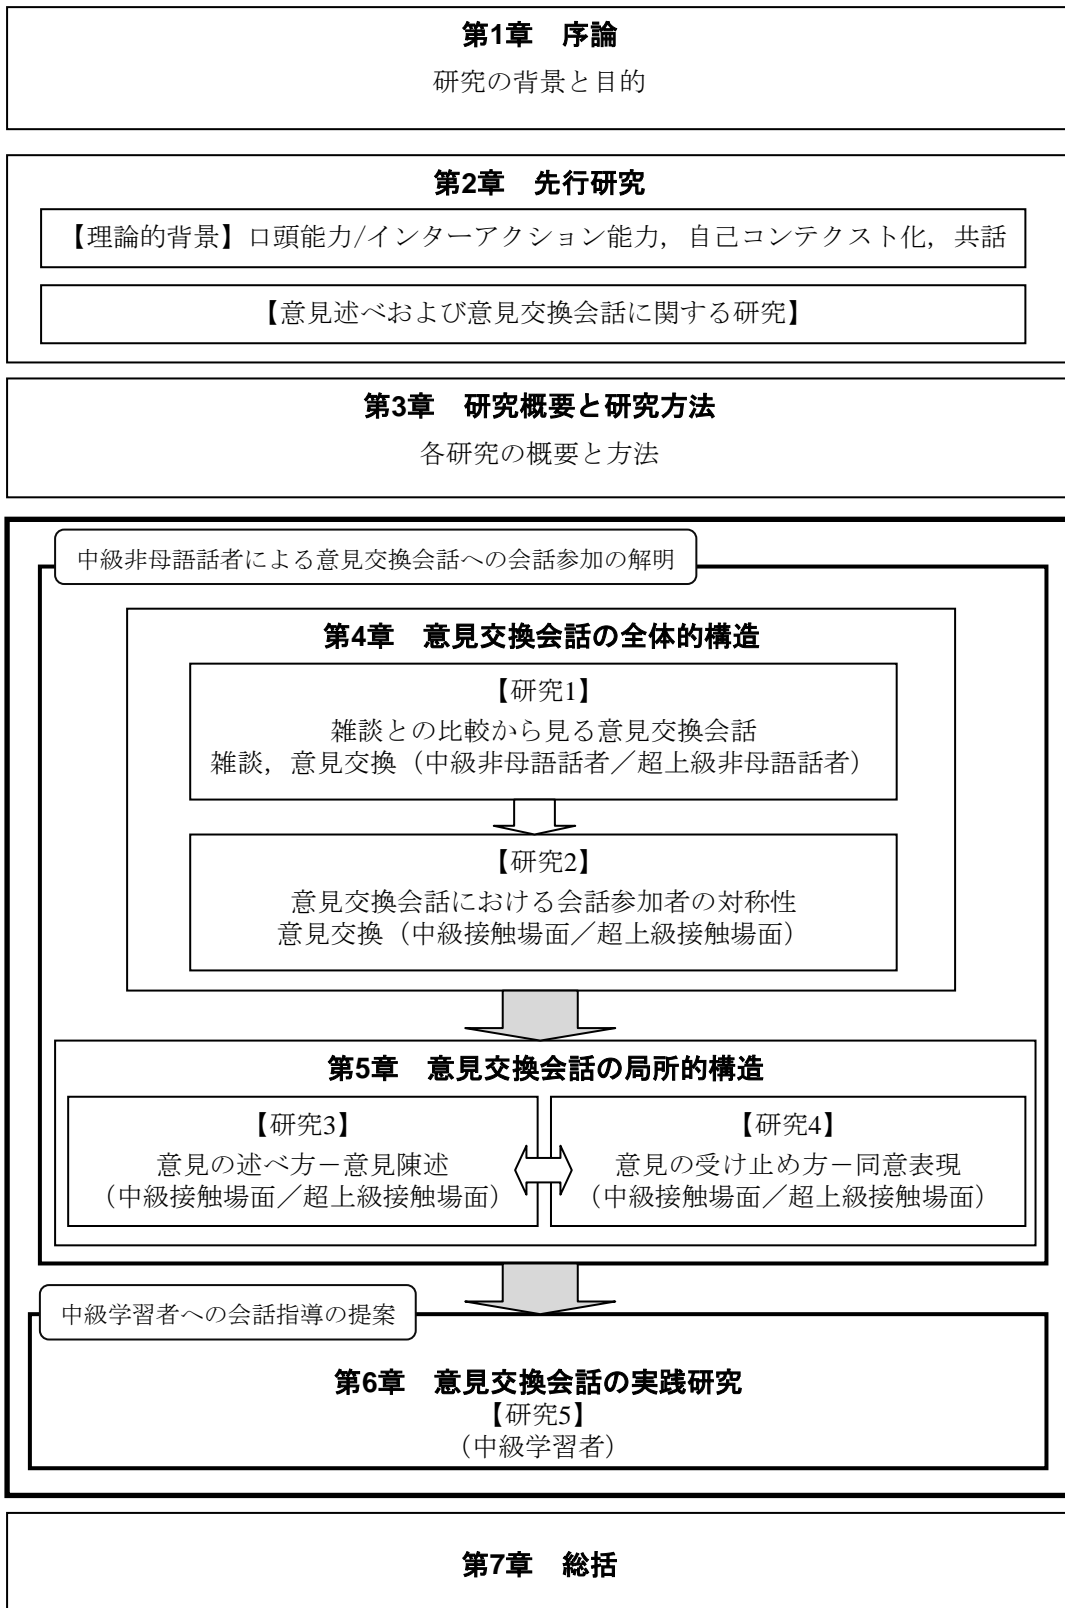 第1章　序論
研究の背景と目的
第2章　先行研究
【理論的背景】口頭能力/インターアクション能力，自己コンテクスト化，共話
【意見述べおよび意見交換会話に関する研究】
第3章　研究概要と研究方法
各研究の概要と方法
中級非母語話者による意見交換会話への会話参加の解明
第4章　意見交換会話の全体的構造
【研究1】
雑談との比較から見る意見交換会話
雑談，意見交換（中級非母語話者／超上級非母語話者）
【研究2】
意見交換会話における会話参加者の対称性
意見交換（中級接触場面／超上級接触場面）
第5章　意見交換会話の局所的構造
【研究3】
意見の述べ方－意見陳述
（中級接触場面／超上級接触場面）
【研究4】
意見の受け止め方－同意表現
（中級接触場面／超上級接触場面）
中級学習者への会話指導の提案
第6章　意見交換会話の実践研究
【研究5】
（中級学習者）
第7章　総括